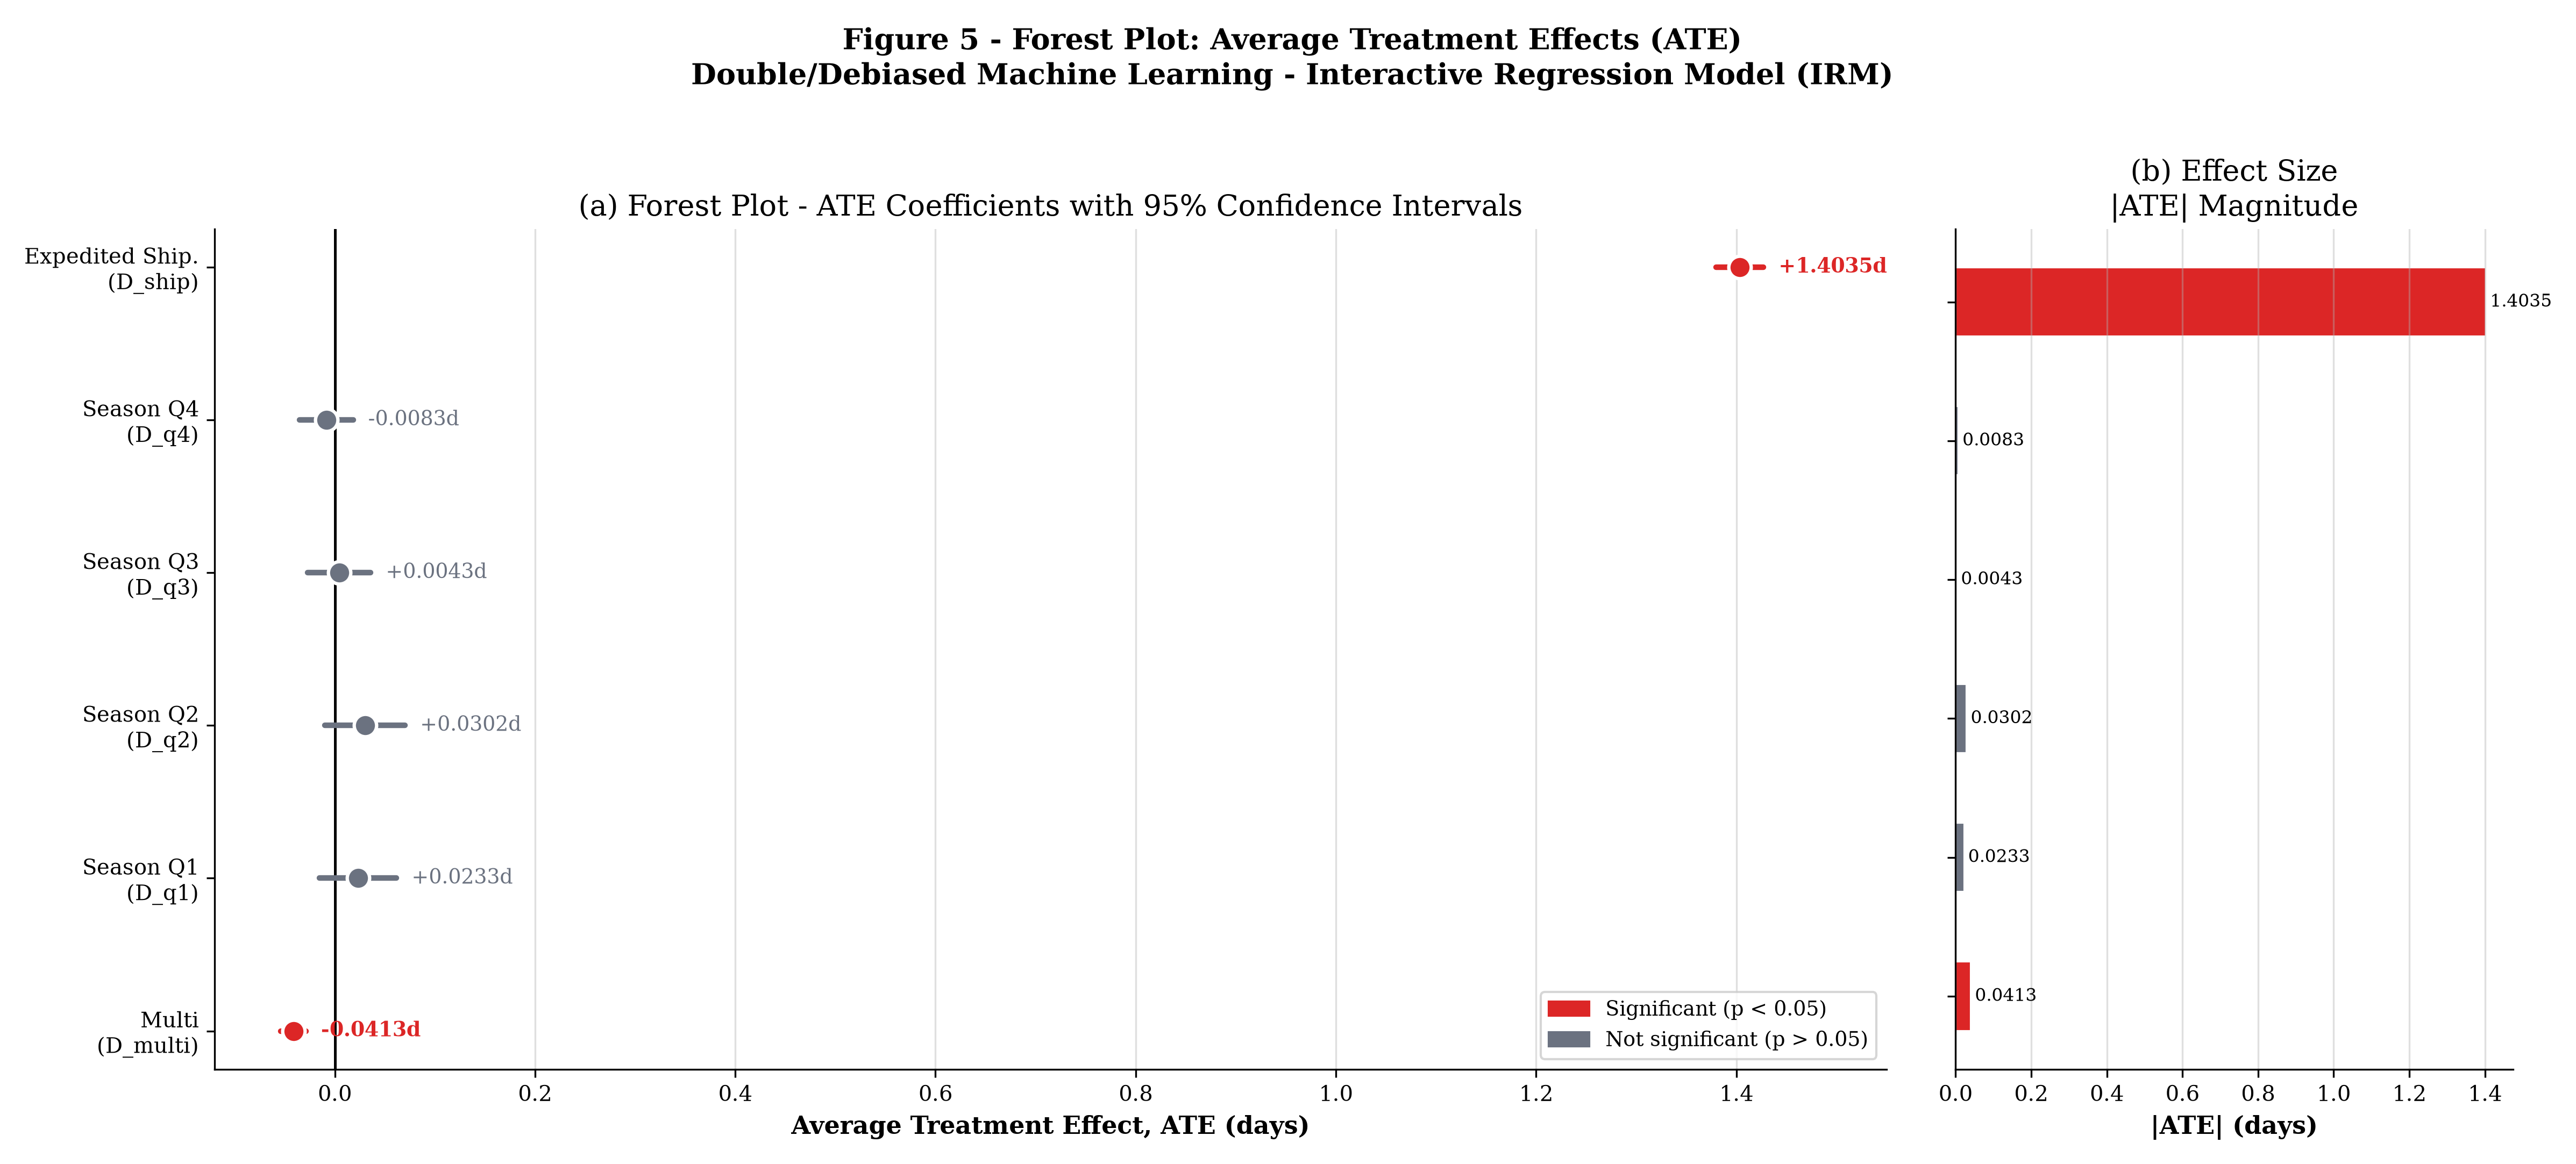 Figure 5 - Forest Plot: Average Treatment Effects (ATE)
Double/Debiased Machine Learning - Interactive Regression Model (IRM)
(a) Forest Plot - ATE Coefficients with 95% Confidence Intervals
Expedited Ship.
(D_ship)
+1.4035d
Season Q4
(D_q4)
-0.0083d
Season Q3
(D_q3)
+0.0043d
Season Q2
(D_q2)
+0.0302d
Season Q1
(D_q1)
+0.0233d
Multi
(D_multi)
-0.0413d
Significant (p < 0.05)
Not significant (p > 0.05)
0.0 0.2 0.4 0.6 0.8 1.0 1.2 1.4
Average Treatment Effect, ATE (days)
(b) Effect Size
|ATE| Magnitude
1.4035
0.0083
0.0043
0.0302
0.0233
0.0413
0.0 0.2 0.4 0.6 0.8 1.0 1.2 1.4
|ATE| (days)